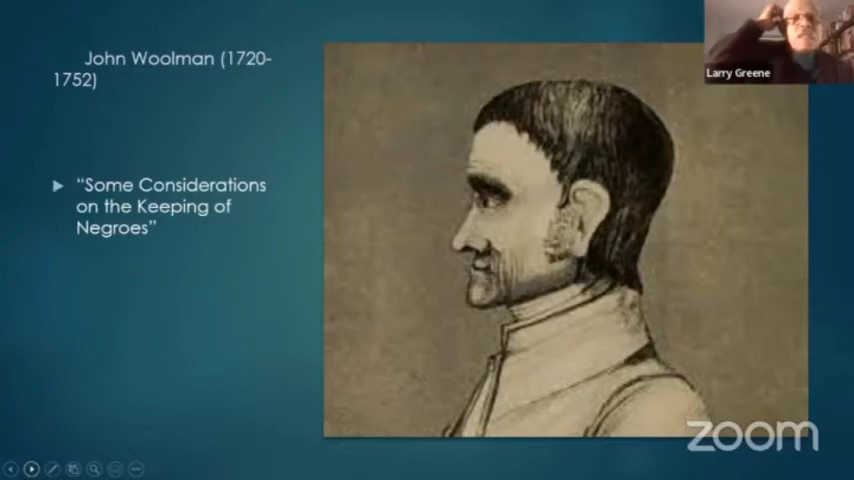 John Woolman (1720-
1752)
“Some Considerations
on the Keeping of
Negroes”
Larry Greene
zoom